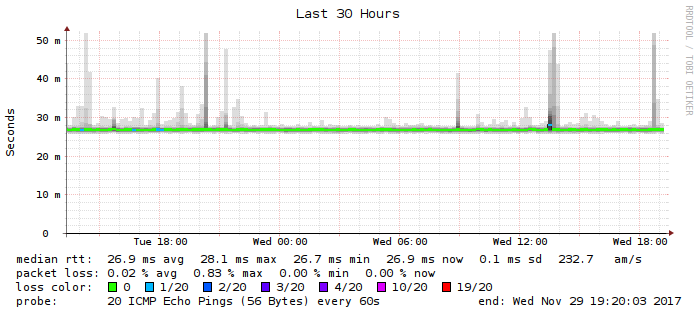 Last 30 Hours
RRDTOOL / TOBI OETIKER
Seconds
50 m
40 m
30 m
20 m
10 m
0
Tue 18:00 Wed 00:00 Wed 06:00 Wed 12:00 Wed 18:00
median rtt: 26.9 ms avg 28.1 ms max 26.7 ms min 26.9 ms now 0.1 ms sd 232.7 am/s
packet loss: 0.02 % avg 0.83 % max 0.00 % min 0.00 % now
loss color: 0 1/20 2/20 3/20 4/20 10/20 19/20
probe: 20 ICMP Echo Pings (56 Bytes) every 60s end: Wed Nov 29 19:20:03 2017